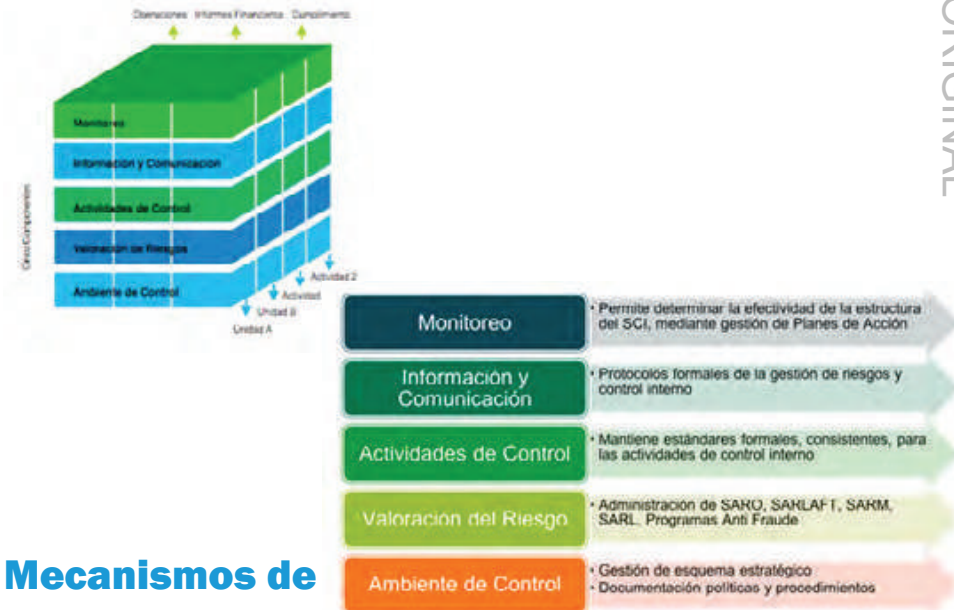 Operaciones Informes Financieros Cumplimiento
Monitoreo
Información y Comunicación
Actividades de Control
Valoración de Riesgos
Ambiente de Control
Cinco Componentes
Actividad 2
Actividad
Unidad B
Unidad A
ORIGINAL
Monitoreo
• Permite determinar la efectividad de la estructura
del SCI, mediante gestión de Planes de Acción
Información y
Comunicación
• Protocolos formales de la gestión de riesgos y
control interno
Actividades de Control
• Mantiene estándares formales, consistentes, para
las actividades de control interno
Valoración del Riesgo
• Administración de SARO, SARLAFT, SARM,
SARL. Programas Anti Fraude
Ambiente de Control
• Gestión de esquema estratégico
• Documentación políticas y procedimientos
Mecanismos de